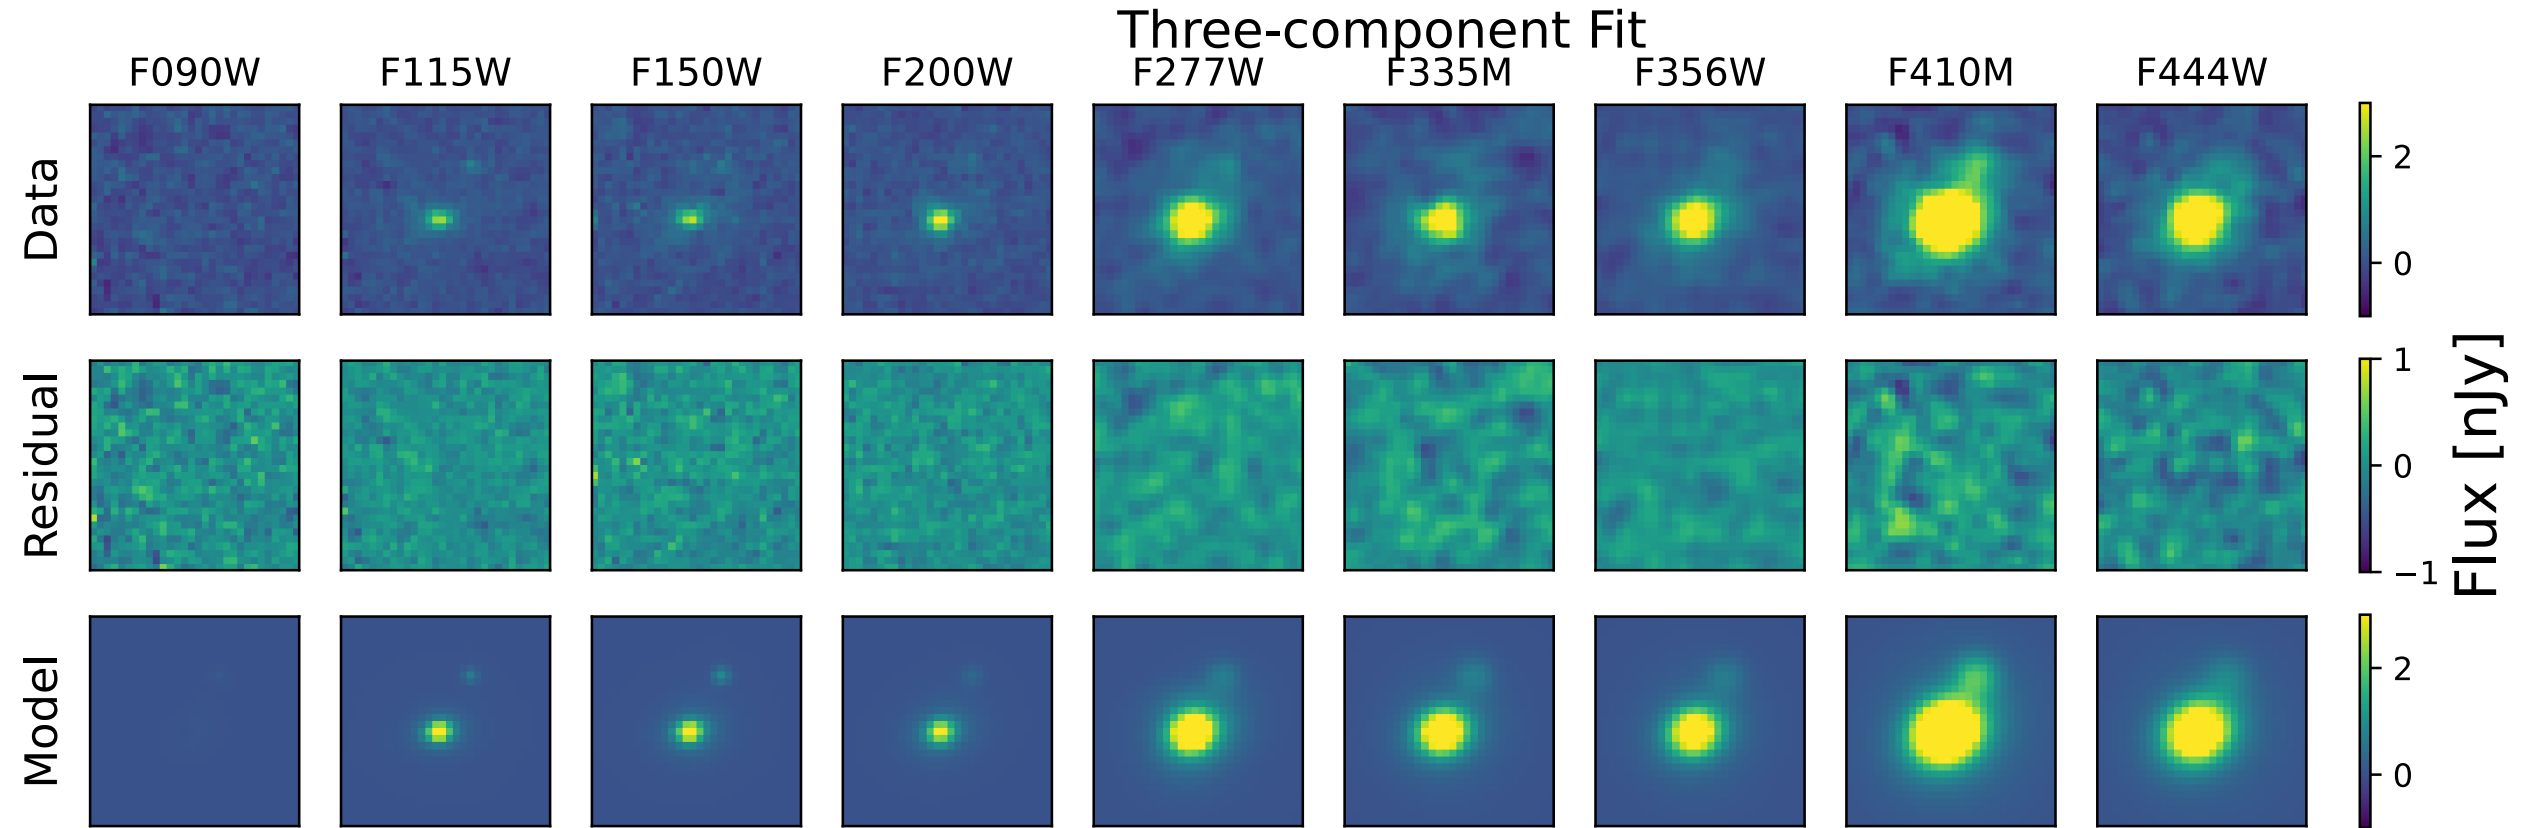 Three-component Fit
F090W F115W F150W F200W F277W F335M F356W F410M F444W
Data
2
0
Residual
1
0
−1
Flux [nJy]
Model
2
0